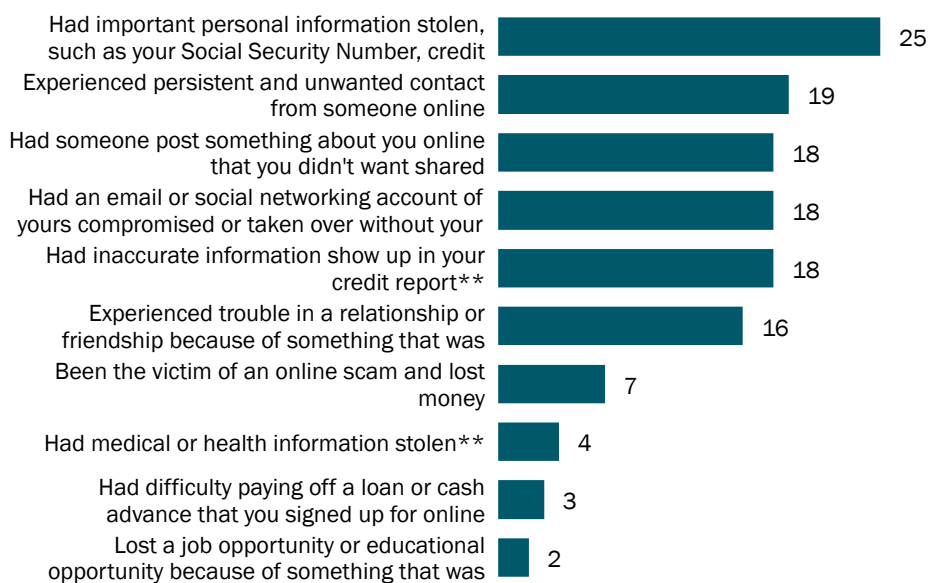 Had important personal information stolen,
such as your Social Security Number, credit
25
Experienced persistent and unwanted contact
from someone online
19
Had someone post something about you online
that you didn't want shared
18
Had an email or social networking account of
yours compromised or taken over without your
18
Had inaccurate information show up in your
credit report**
18
Experienced trouble in a relationship or
friendship because of something that was
16
Been the victim of an online scam and lost
money
7
Had medical or health information stolen**
4
Had difficulty paying off a loan or cash
advance that you signed up for online
3
Lost a job opportunity or educational
opportunity because of something that was
2